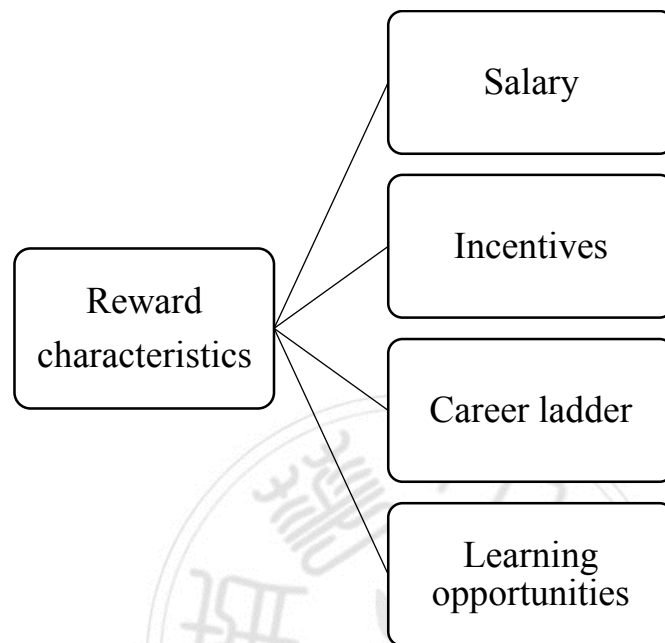 Salary
Incentives
Reward
characteristics
Career ladder
Learning
opportunities